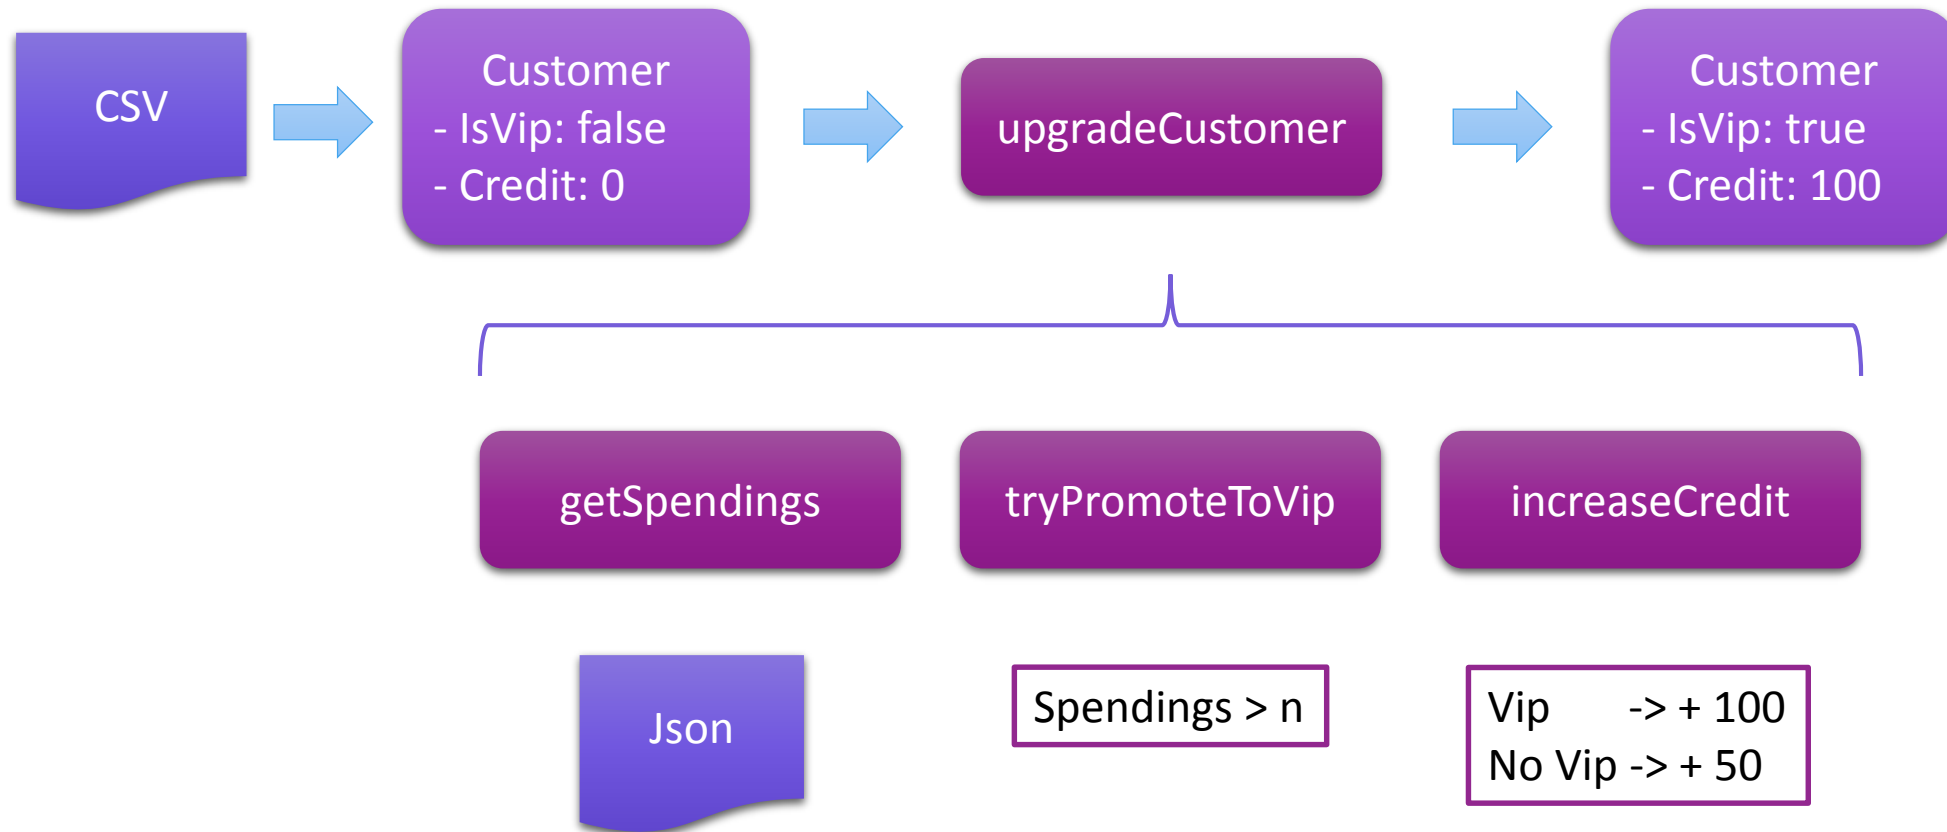 CSV
Customer
- IsVip: false
- Credit: 0
upgradeCustomer
Customer
- IsVip: true
- Credit: 100
getSpendings
tryPromoteToVip
increaseCredit
Json
Spendings > n
Vip -> + 100
No Vip -> + 50